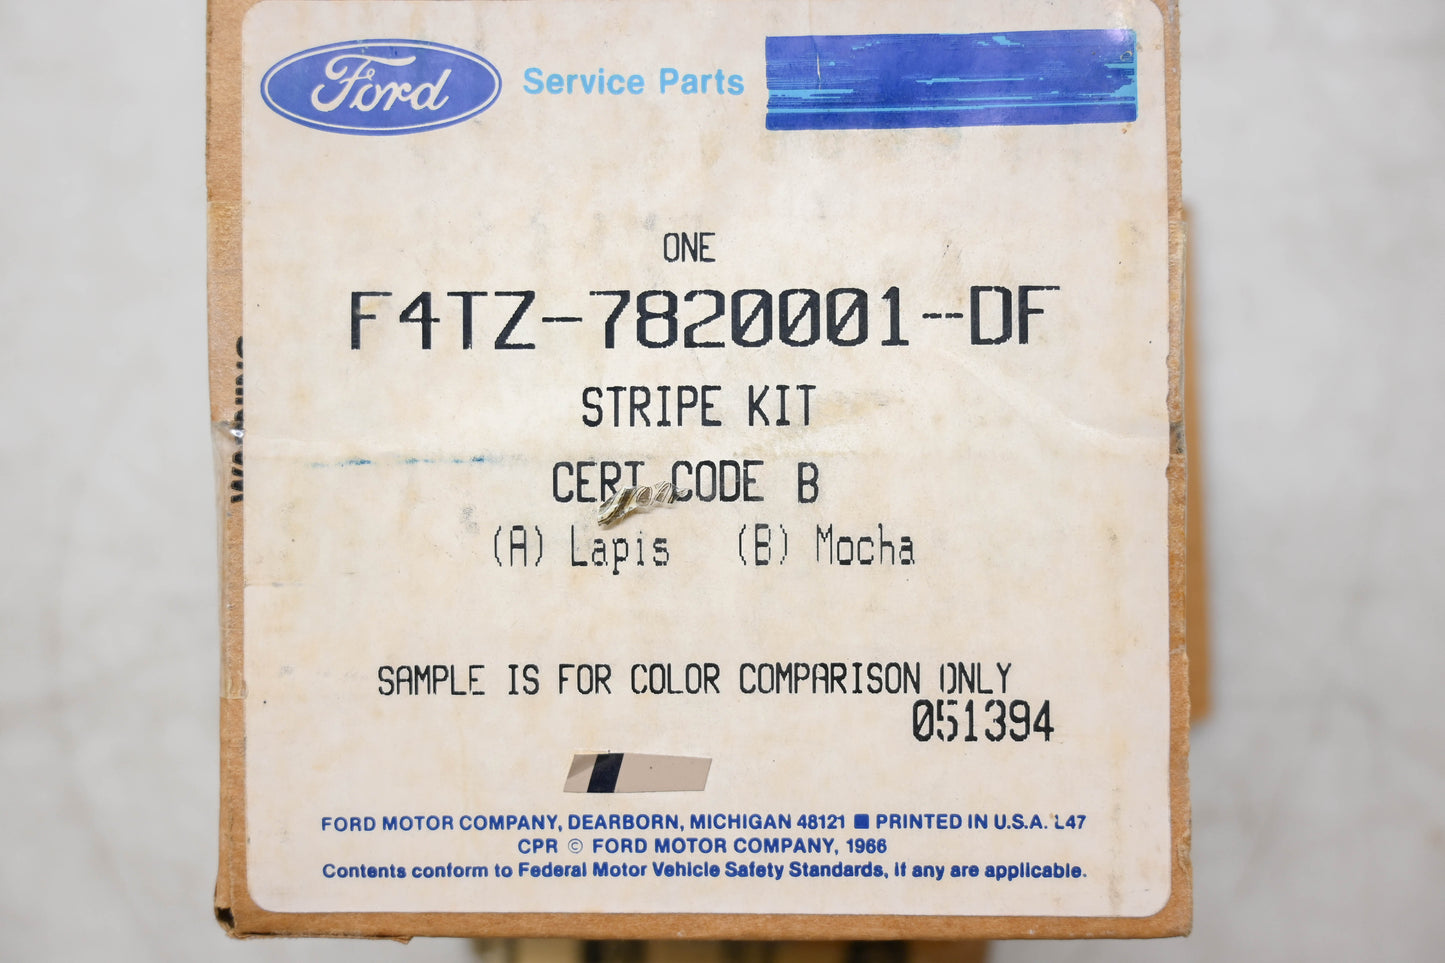 Ford Service Parts
ONE
F4TZ-7820001--DF
STRIPE KIT
CERT CODE B
(A) Lapis (B) Mocha
SAMPLE IS FOR COLOR COMPARISON ONLY
051394
FORD MOTOR COMPANY, DEARBORN, MICHIGAN 48121 ■ PRINTED IN U.S.A. L47
CPR © FORD MOTOR COMPANY, 1966
Contents conform to Federal Motor Vehicle Safety Standards, if any are applicable.